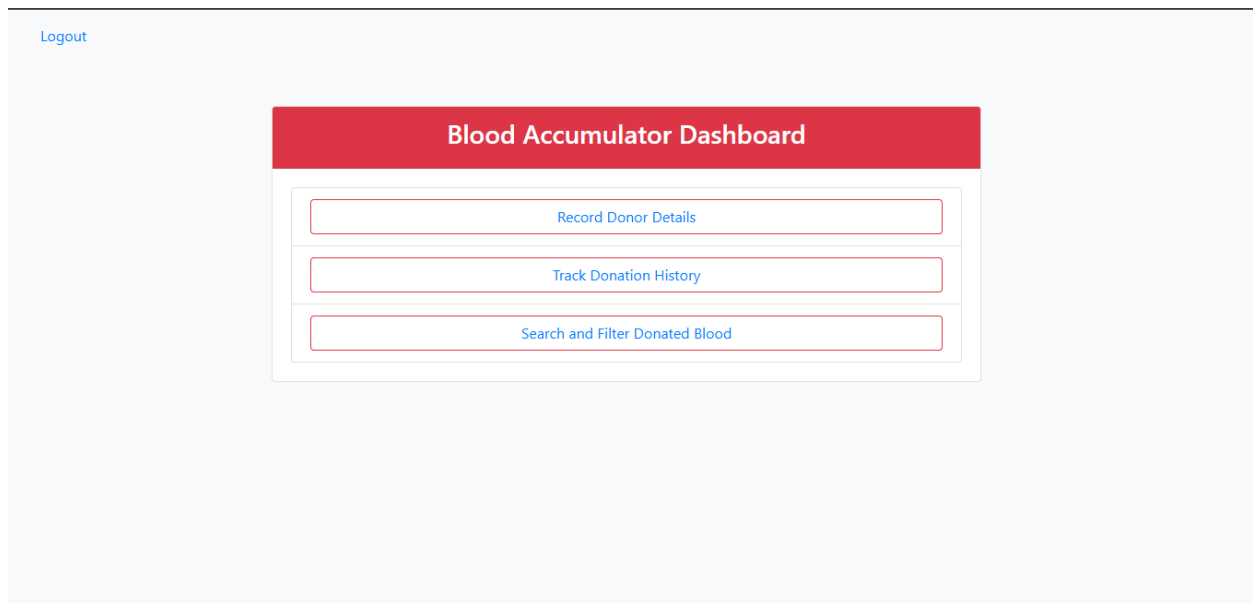 Logout
Blood Accumulator Dashboard
Record Donor Details
Track Donation History
Search and Filter Donated Blood